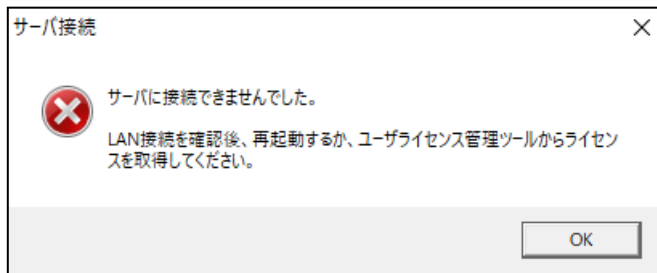 サーバ接続
サーバに接続できませんでした。
LAN接続を確認後、再起動するか、ユーザライセンス管理ツールからライセン
スを取得してください。
OK